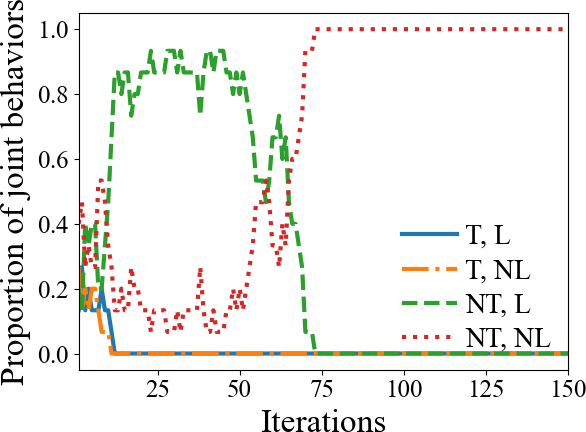 Proportion of joint behaviors
1.0
0.8
0.6
0.4
0.2
0.0
T, L
T, NL
NT, L
NT, NL
25 50 75 100 125 150
Iterations